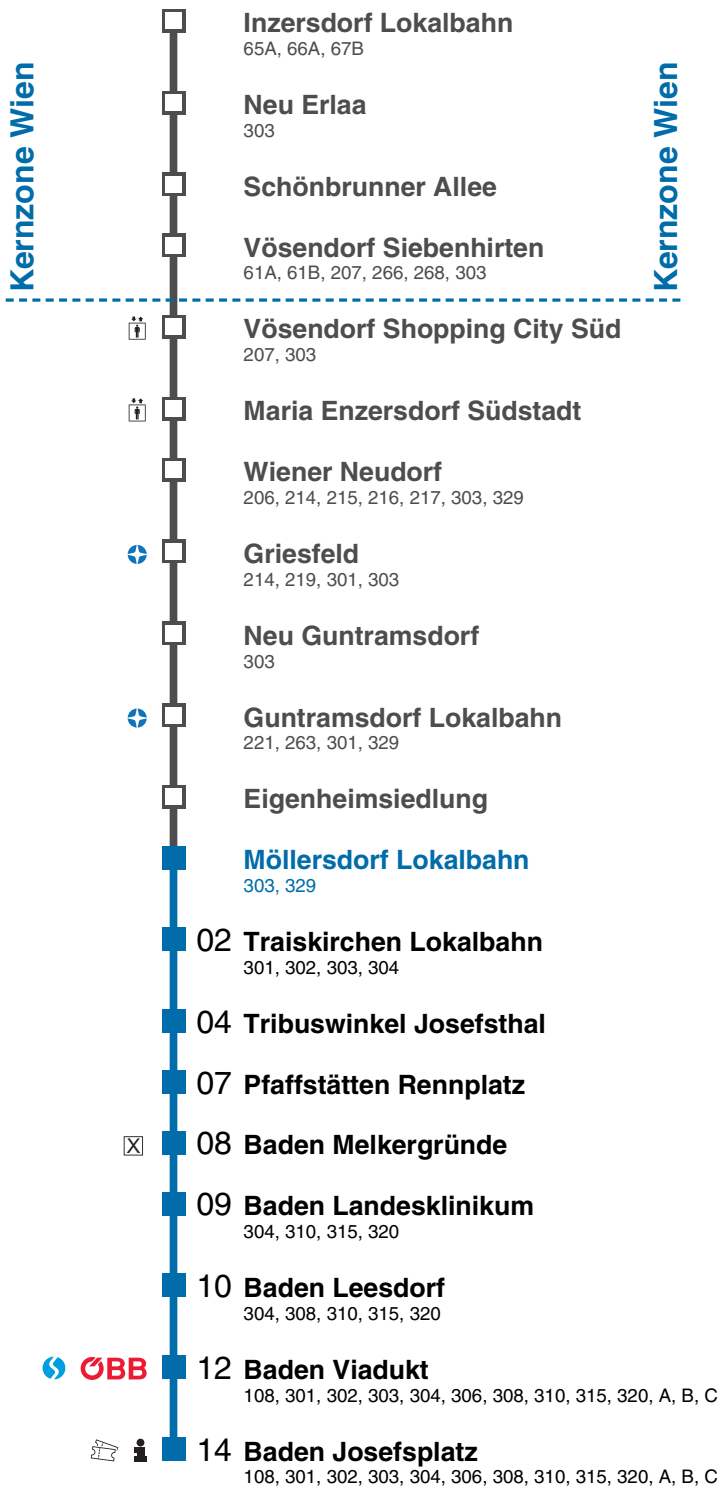 Kernzone Wien
Kernzone Wien
Inzersdorf Lokalbahn
65A, 66A, 67B
Neu Erlaa
303
Schönbrunner Allee
Vösendorf Siebenhirten
61A, 61B, 207, 266, 268, 303
Vösendorf Shopping City Süd
207, 303
Maria Enzersdorf Südstadt
Wiener Neudorf
206, 214, 215, 216, 217, 303, 329
Griesfeld
214, 219, 301, 303
Neu Guntramsdorf
303
Guntramsdorf Lokalbahn
221, 263, 301, 329
Eigenheimsiedlung
Möllersdorf Lokalbahn
303, 329
02 Traiskirchen Lokalbahn
301, 302, 303, 304
04 Tribuswinkel Josefsthal
07 Pfaffstätten Rennplatz
X 08 Baden Melkergründe
09 Baden Landesklinikum
304, 310, 315, 320
10 Baden Leesdorf
304, 308, 310, 315, 320
ÖBB 12 Baden Viadukt
108, 301, 302, 303, 304, 306, 308, 310, 315, 320, A, B, C
14 Baden Josefsplatz
108, 301, 302, 303, 304, 306, 308, 310, 315, 320, A, B, C